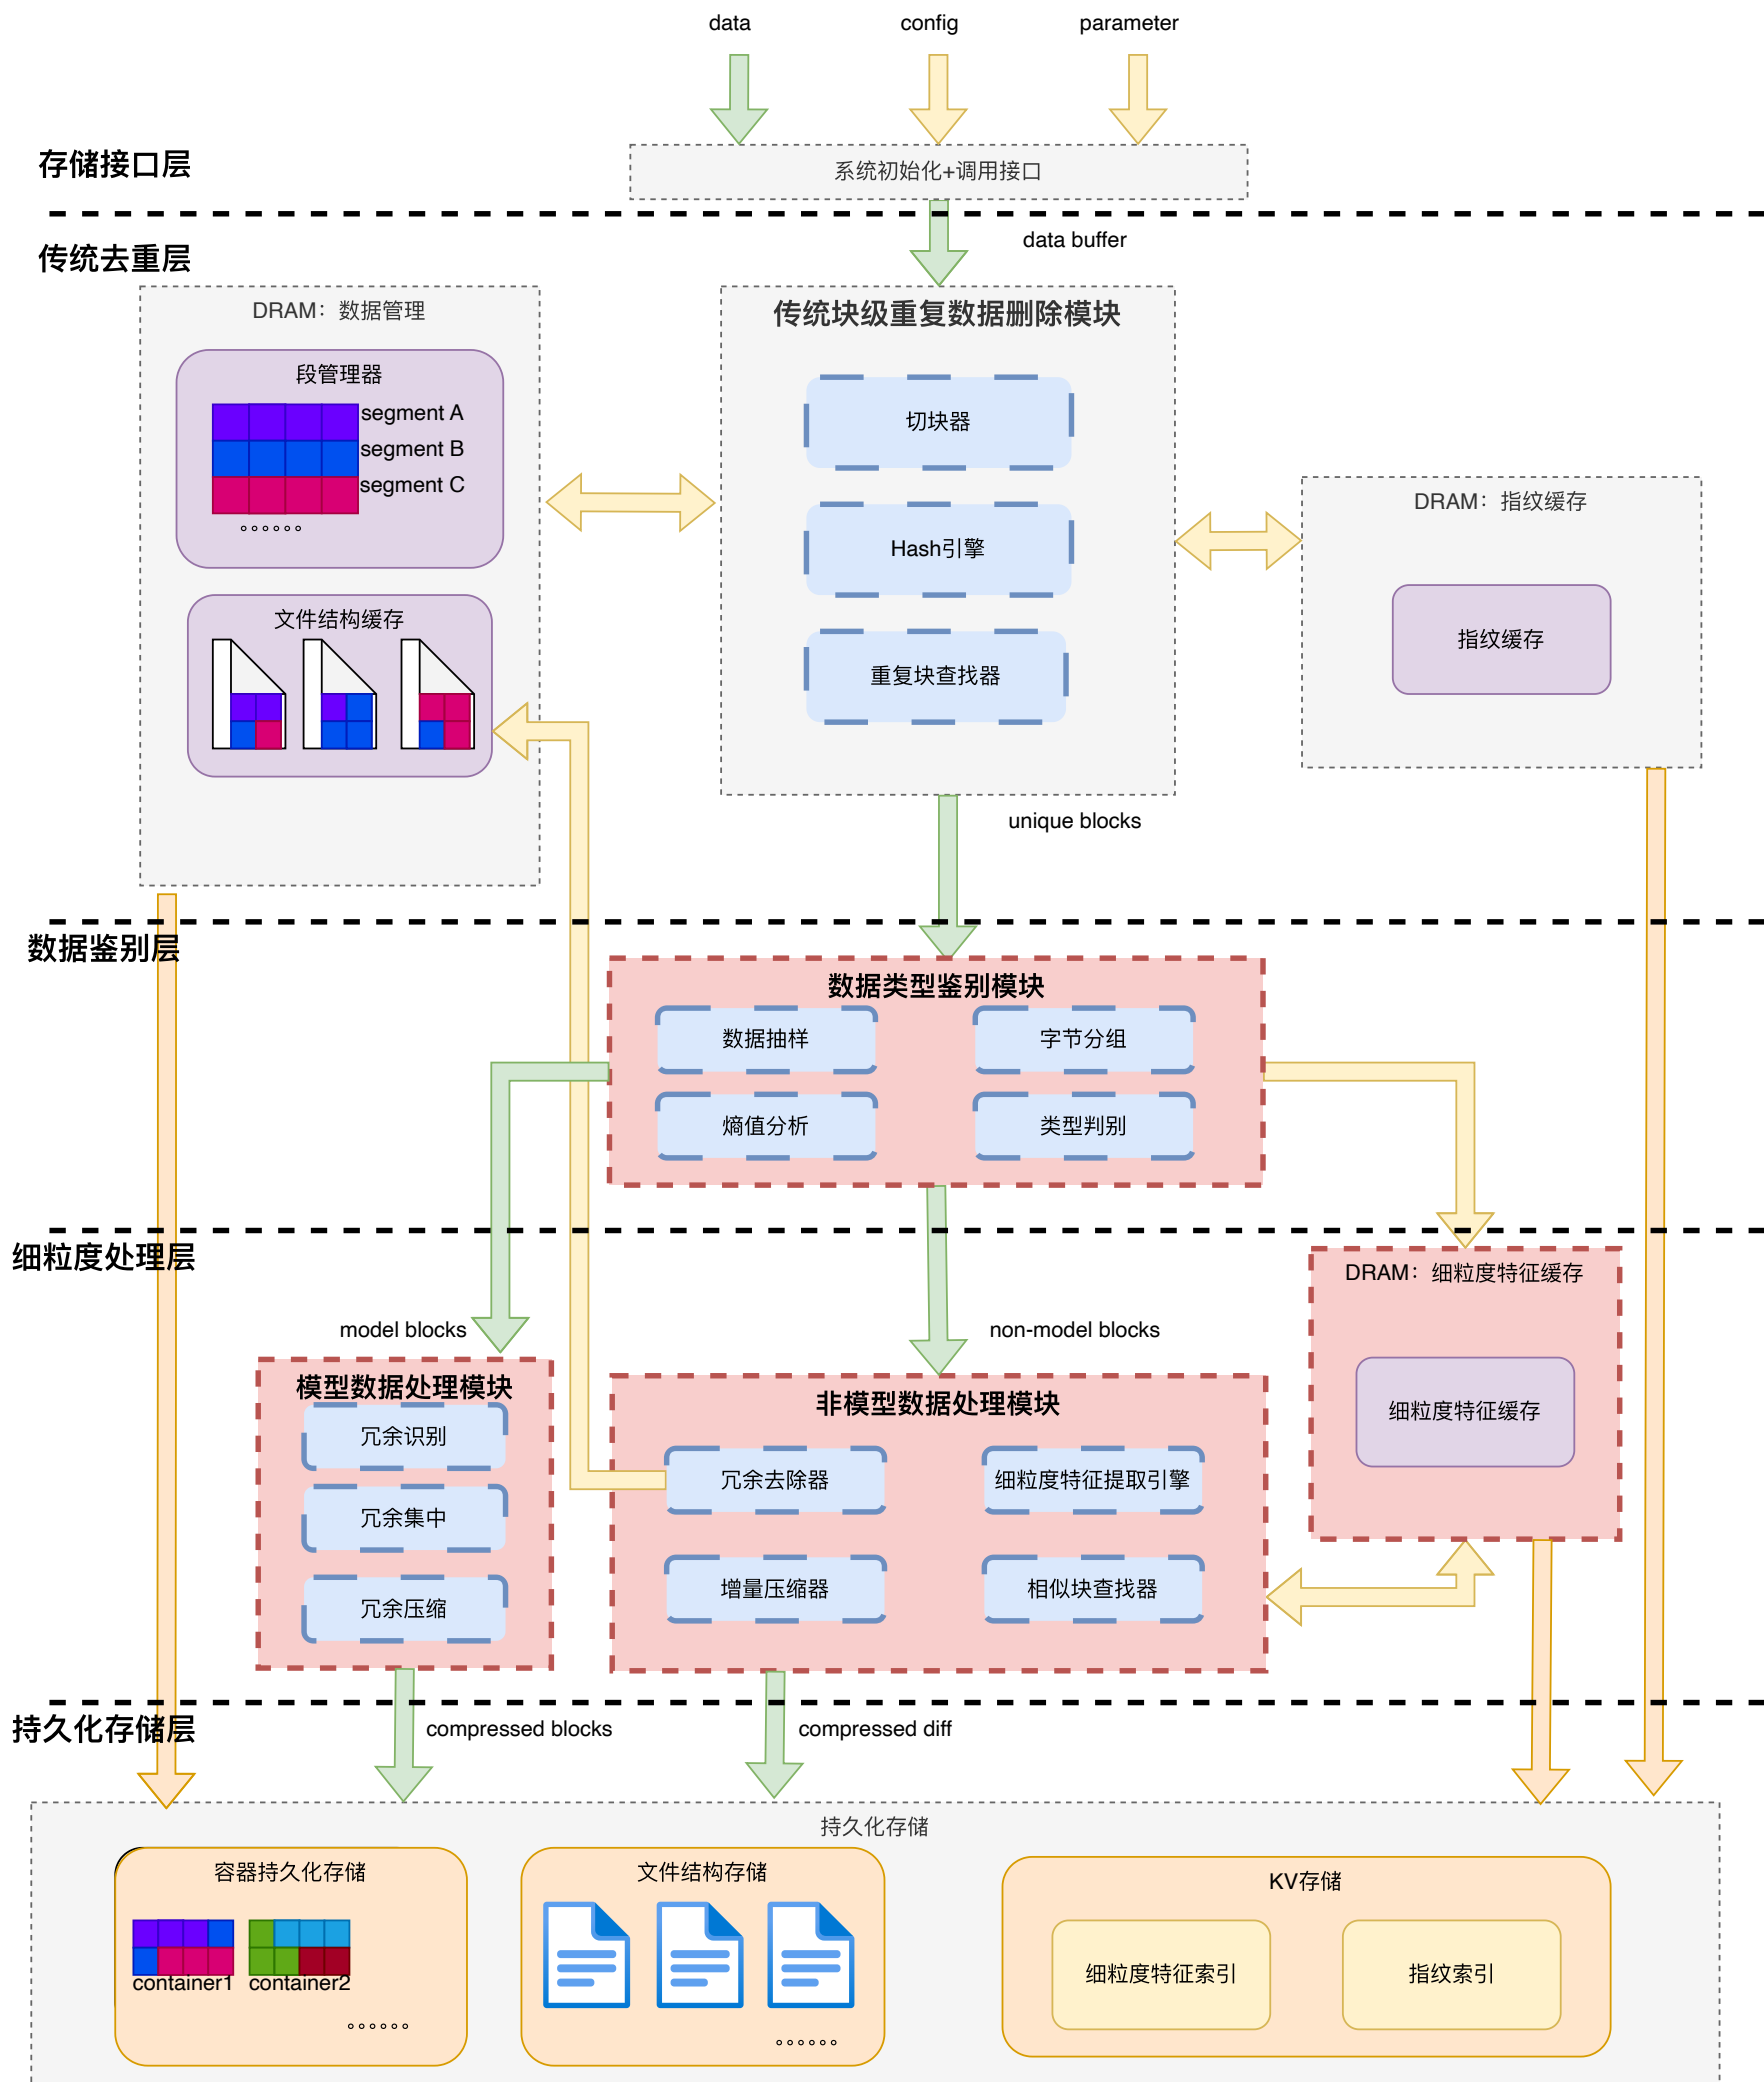 data
config
parameter
存储接口层
系统初始化+调用接口
data buffer
传统去重层
DRAM：数据管理
段管理器
segment A
segment B
segment C
。。。。。。
文件结构缓存
传统块级重复数据删除模块
切块器
Hash引擎
重复块查找器
DRAM：指纹缓存
指纹缓存
unique blocks
数据鉴别层
数据类型鉴别模块
数据抽样
字节分组
熵值分析
类型判别
细粒度处理层
DRAM：细粒度特征缓存
细粒度特征缓存
model blocks
non-model blocks
模型数据处理模块
冗余识别
冗余集中
冗余压缩
非模型数据处理模块
冗余去除器
细粒度特征提取引擎
增量压缩器
相似块查找器
持久化存储层
compressed blocks
compressed diff
持久化存储
容器持久化存储
container1
container2
。。。。。。
文件结构存储
。。。。。。
KV存储
细粒度特征索引
指纹索引